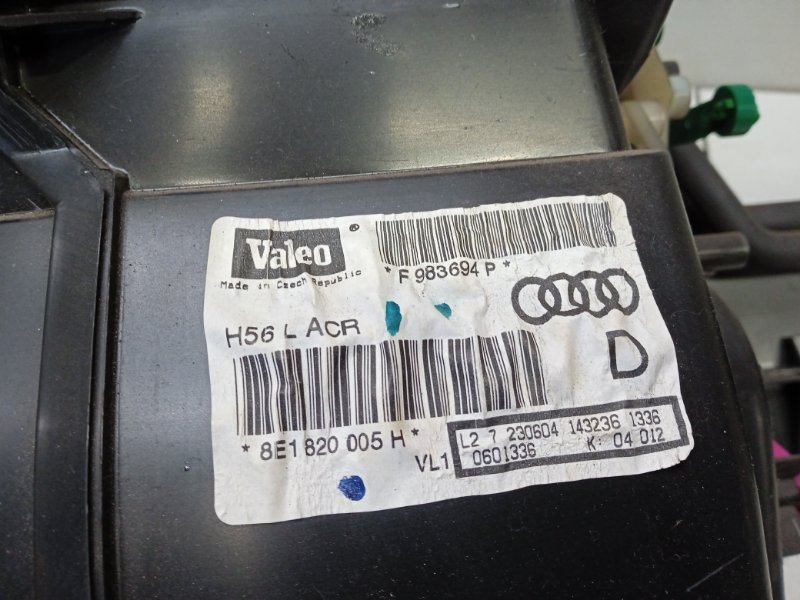 Valeo ®
Made in Czech Republic
* F 983694 P *
H56 L ACR
D
* 8E1 820 005 H *
VL1
L2 7 230604 143236 1336
0601336 K: 04 012